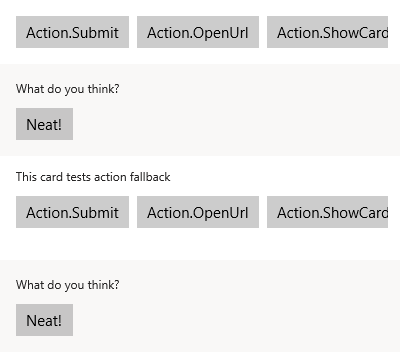 Action.Submit Action.OpenUrl Action.ShowCard
What do you think?
Neat!
This card tests action fallback
Action.Submit Action.OpenUrl Action.ShowCard
What do you think?
Neat!